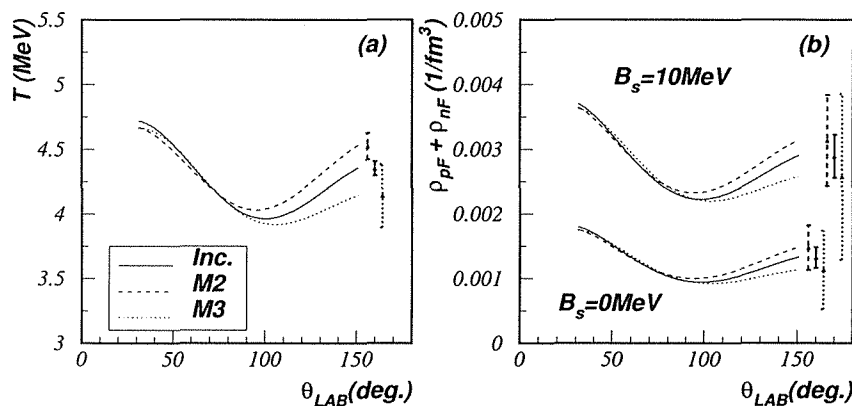 T (MeV)
5.5
5
4.5
4
3.5
3
(a)
Inc.
M2
M3
0
50
100
150
θLAB(deg.)
ρpF + ρnF (1/fm³)
0.005
0.004
0.003
0.002
0.001
0
(b)
Bs=10MeV
Bs=0MeV
0
50
100
150
θLAB(deg.)